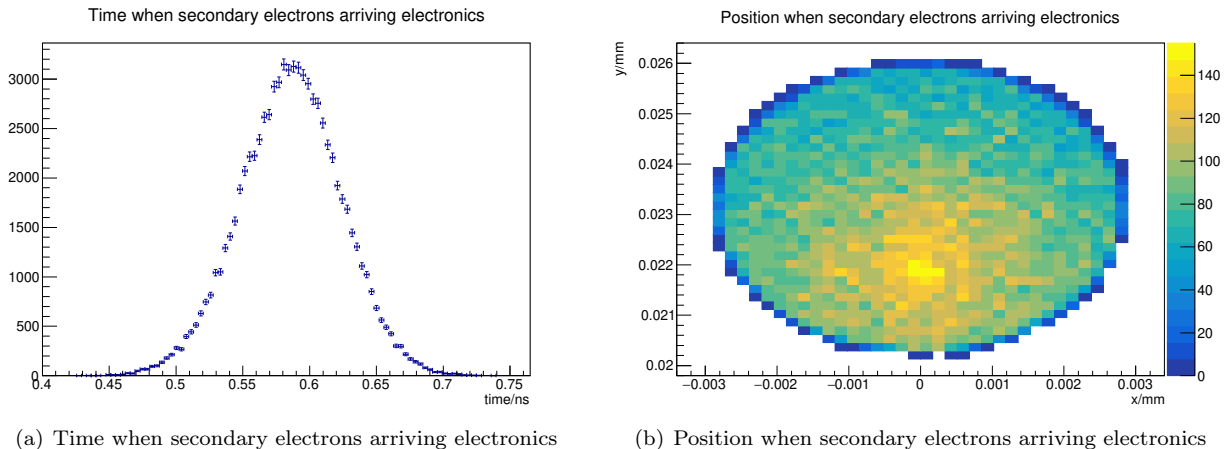 Time when secondary electrons arriving electronics
3000
2500
2000
1500
1000
500
0
0.4 0.45 0.5 0.55 0.6 0.65 0.7 0.75
time/ns
(a) Time when secondary electrons arriving electronics
Position when secondary electrons arriving electronics
y/mm
0.026
0.025
0.024
0.023
0.022
0.021
0.02
−0.003 −0.002 −0.001 0 0.001 0.002 0.003
x/mm
140
120
100
80
60
40
20
0
(b) Position when secondary electrons arriving electronics